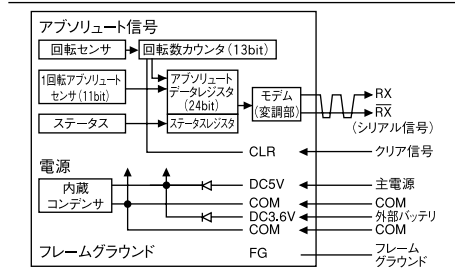 アブソリュート信号
回転センサ
回転数カウンタ(13bit)
1回転アブソリュート
センサ(11bit)
アブソリュート
データレジスタ
(24bit)
ステータス
ステータスレジスタ
モデム
(変調部)
RX
RX
(シリアル信号)
CLR
クリア信号
電源
内蔵
コンデンサ
DC5V
主電源
COM
COM
DC3.6V
外部バッテリ
COM
COM
フレームグラウンド
FG
フレーム
グラウンド